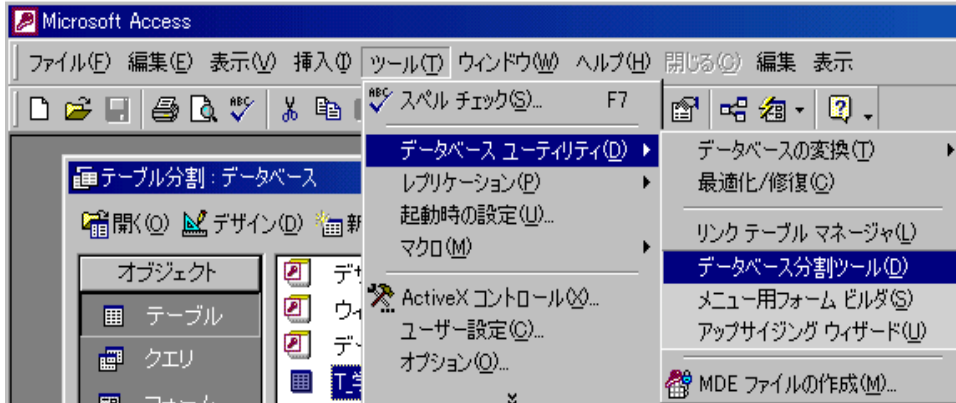 Microsoft Access
ファイル(F) 編集(E) 表示(V) 挿入(I) ツール(T) ウィンドウ(W) ヘルプ(H) 閉じる(C) 編集 表示
スペル チェック(S)... F7
データベース ユーティリティ(D)
レプリケーション(P)
起動時の設定(U)...
マクロ(M)
ActiveX コントロール(X)...
ユーザー設定(C)...
オプション(O)...
データベースの変換(T)
最適化/修復(C)
リンク テーブル マネージャ(L)
データベース分割ツール(D)
メニュー用フォーム ビルダ(S)
アップサイジング ウィザード(U)
MDE ファイルの作成(M)...
テーブル分割 : データベース
開く(O) デザイン(D) 新
オブジェクト
テーブル
クエリ